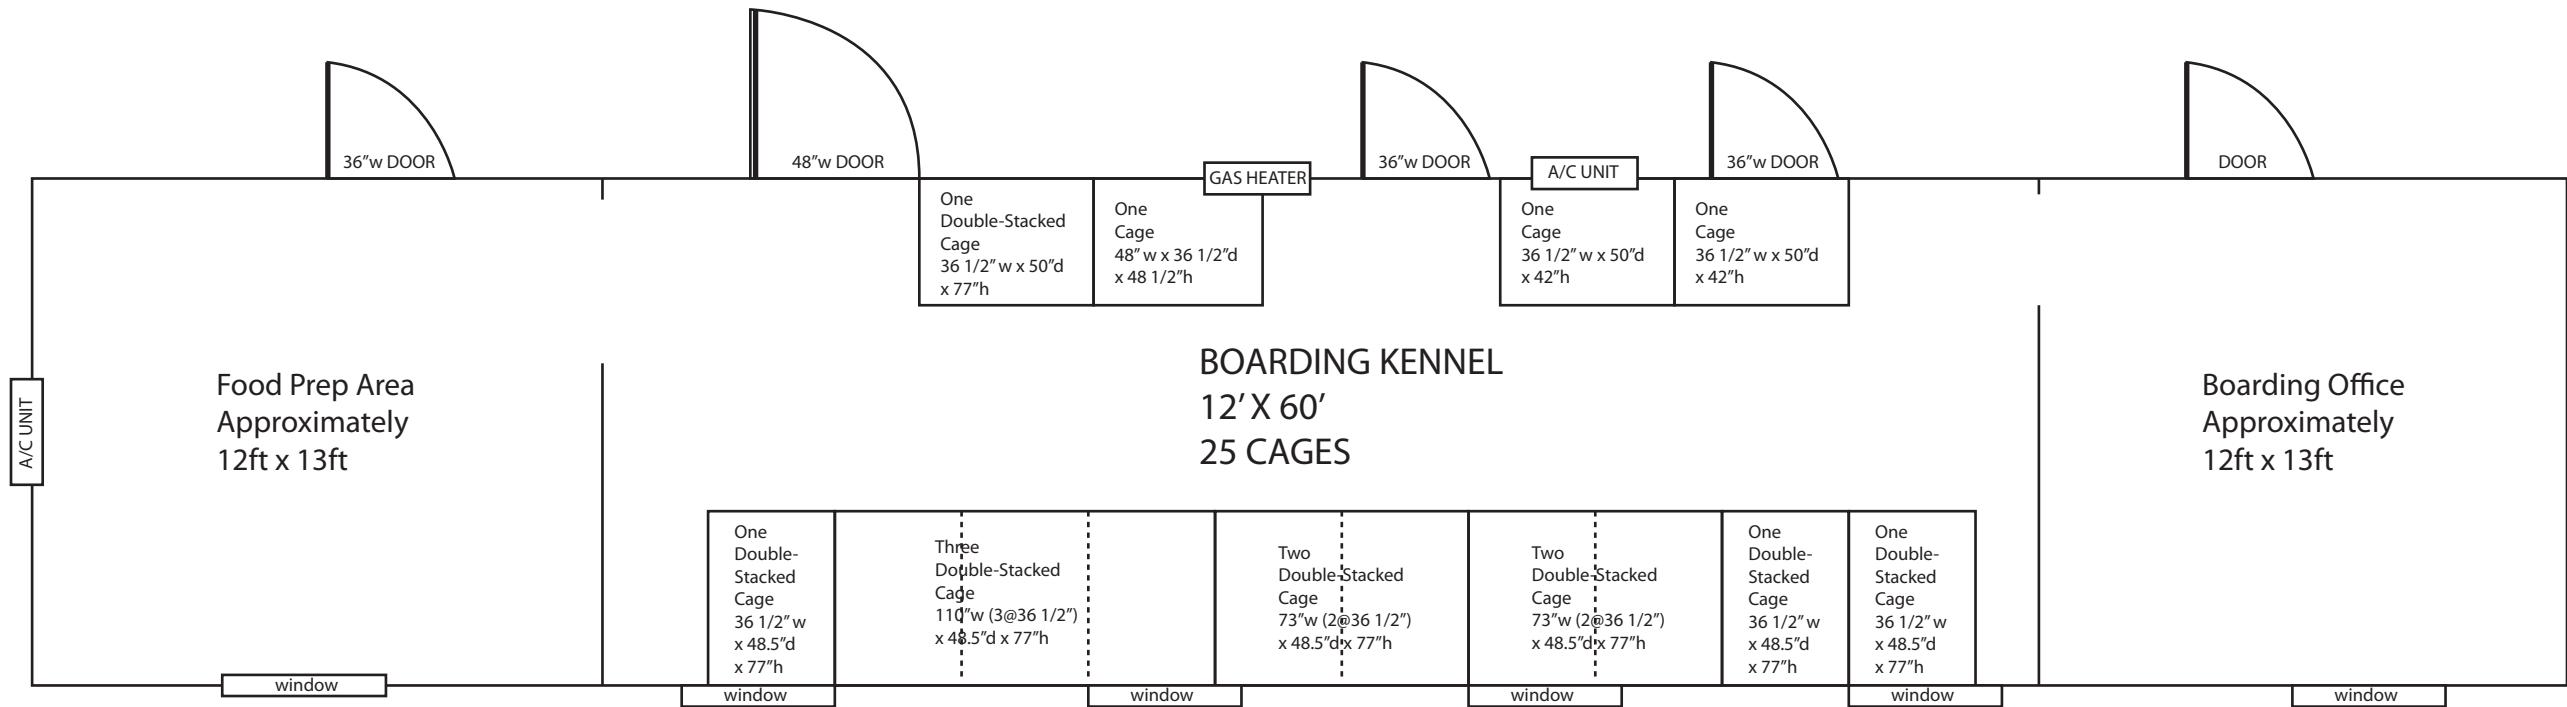 36”w DOOR
48”w DOOR
GAS HEATER
36”w DOOR
A/C UNIT
36”w DOOR
DOOR
One
Double-Stacked
Cage
36 1/2” w x 50”d
x 77”h
One
Cage
48” w x 36 1/2”d
x 48 1/2”h
One
Cage
36 1/2” w x 50”d
x 42”h
One
Cage
36 1/2” w x 50”d
x 42”h
A/C UNIT
Food Prep Area
Approximately
12ft x 13ft
BOARDING KENNEL
12’ X 60’
25 CAGES
Boarding Office
Approximately
12ft x 13ft
One
Double-
Stacked
Cage
36 1/2” w
x 48.5”d
x 77”h
Three
Double-Stacked
Cage
110”w (3@36 1/2”)
x 48.5”d x 77”h
Two
Double-Stacked
Cage
73”w (2@36 1/2”)
x 48.5”d x 77”h
Two
Double-Stacked
Cage
73”w (2@36 1/2”)
x 48.5”d x 77”h
One
Double-
Stacked
Cage
36 1/2” w
x 48.5”d
x 77”h
One
Double-
Stacked
Cage
36 1/2” w
x 48.5”d
x 77”h
window
window
window
window
window
window